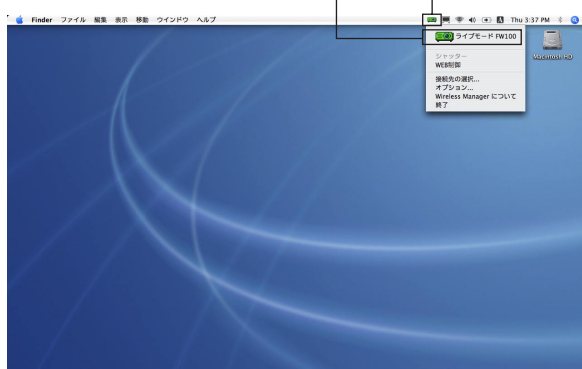 Finder ファイル 編集 表示 移動 ウインドウ ヘルプ
A Thu 3:37 PM
ライブモード FW100
シャッター
WEB制御
接続先の選択...
オプション...
Wireless Manager について
終了
Macintosh HD